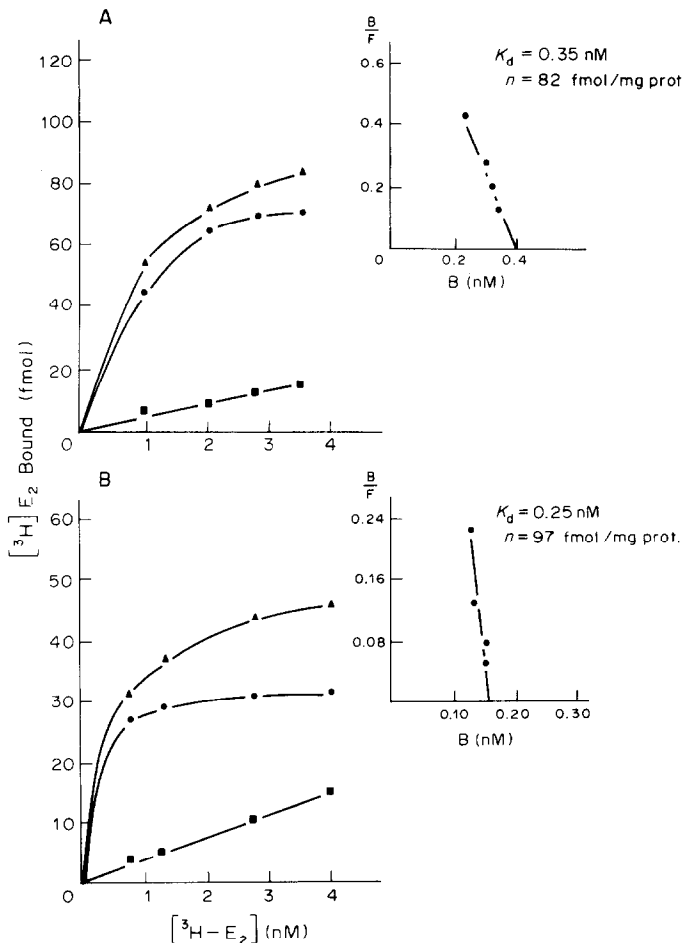 A
120
100
80
60
40
20
0
1 2 3 4
B/F
0.6
0.4
0.2
0
0.2 0.4
B (nM)
Kd = 0.35 nM
n = 82 fmol/mg prot
[³H] E₂ Bound (fmol)
B
60
50
40
30
20
10
0
1 2 3 4
[³H–E₂] (nM)
B/F
0.24
0.16
0.08
0.10 0.20 0.30
B (nM)
Kd = 0.25 nM
n = 97 fmol/mg prot.